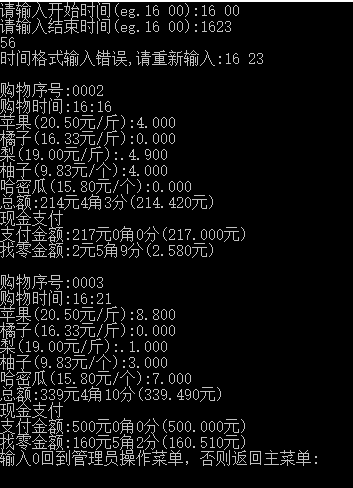 请输入开始时间(eg.16 00):16 00
请输入结束时间(eg.16 00):1623
56
时间格式输入错误,请重新输入:16 23
购物序号:0002
购物时间:16:16
苹果(20.50元/斤):4.000
橘子(16.33元/斤):0.000
梨(19.00元/斤):.4.900
柚子(9.83元/个):4.000
哈密瓜(15.80元/个):0.000
总额:214元4角3分(214.420元)
现金支付
支付金额:217元0角0分(217.000元)
找零金额:2元5角9分(2.580元)
购物序号:0003
购物时间:16:21
苹果(20.50元/斤):8.800
橘子(16.33元/斤):0.000
梨(19.00元/斤):.1.000
柚子(9.83元/个):3.000
哈密瓜(15.80元/个):7.000
总额:339元4角10分(339.490元)
现金支付
支付金额:500元0角0分(500.000元)
找零金额:160元5角2分(160.510元)
输入0回到管理员操作菜单，否则返回主菜单: